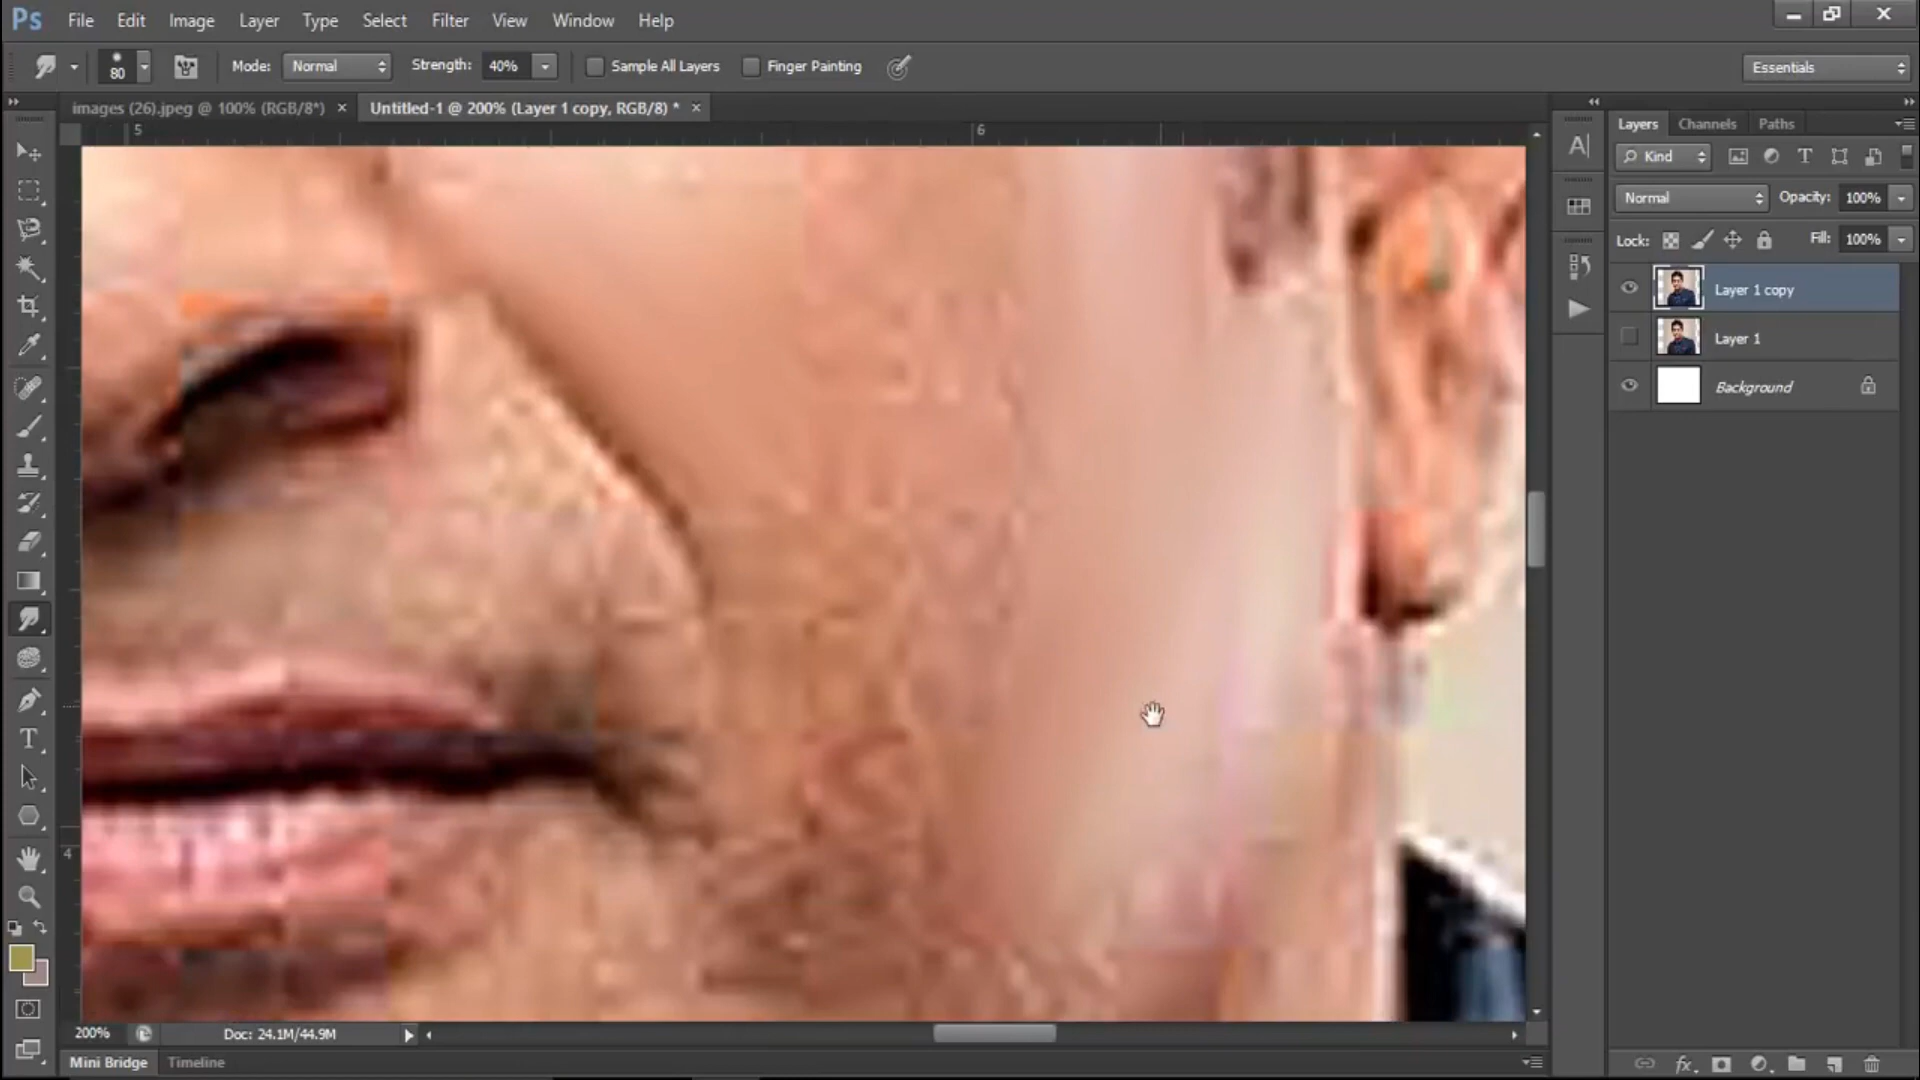 Ps File Edit Image Layer Type Select Filter View Window Help
80 Mode: Normal Strength: 40% Sample All Layers Finger Painting Essentials
images (26).jpeg @ 100% (RGB/8*) × Untitled-1 @ 200% (Layer 1 copy, RGB/8) * ×
5 6
Layers Channels Paths
Kind
Normal Opacity: 100%
Lock: Fill: 100%
Layer 1 copy
Layer 1
Background
4
200% Doc: 24.1M/44.9M
Mini Bridge Timeline